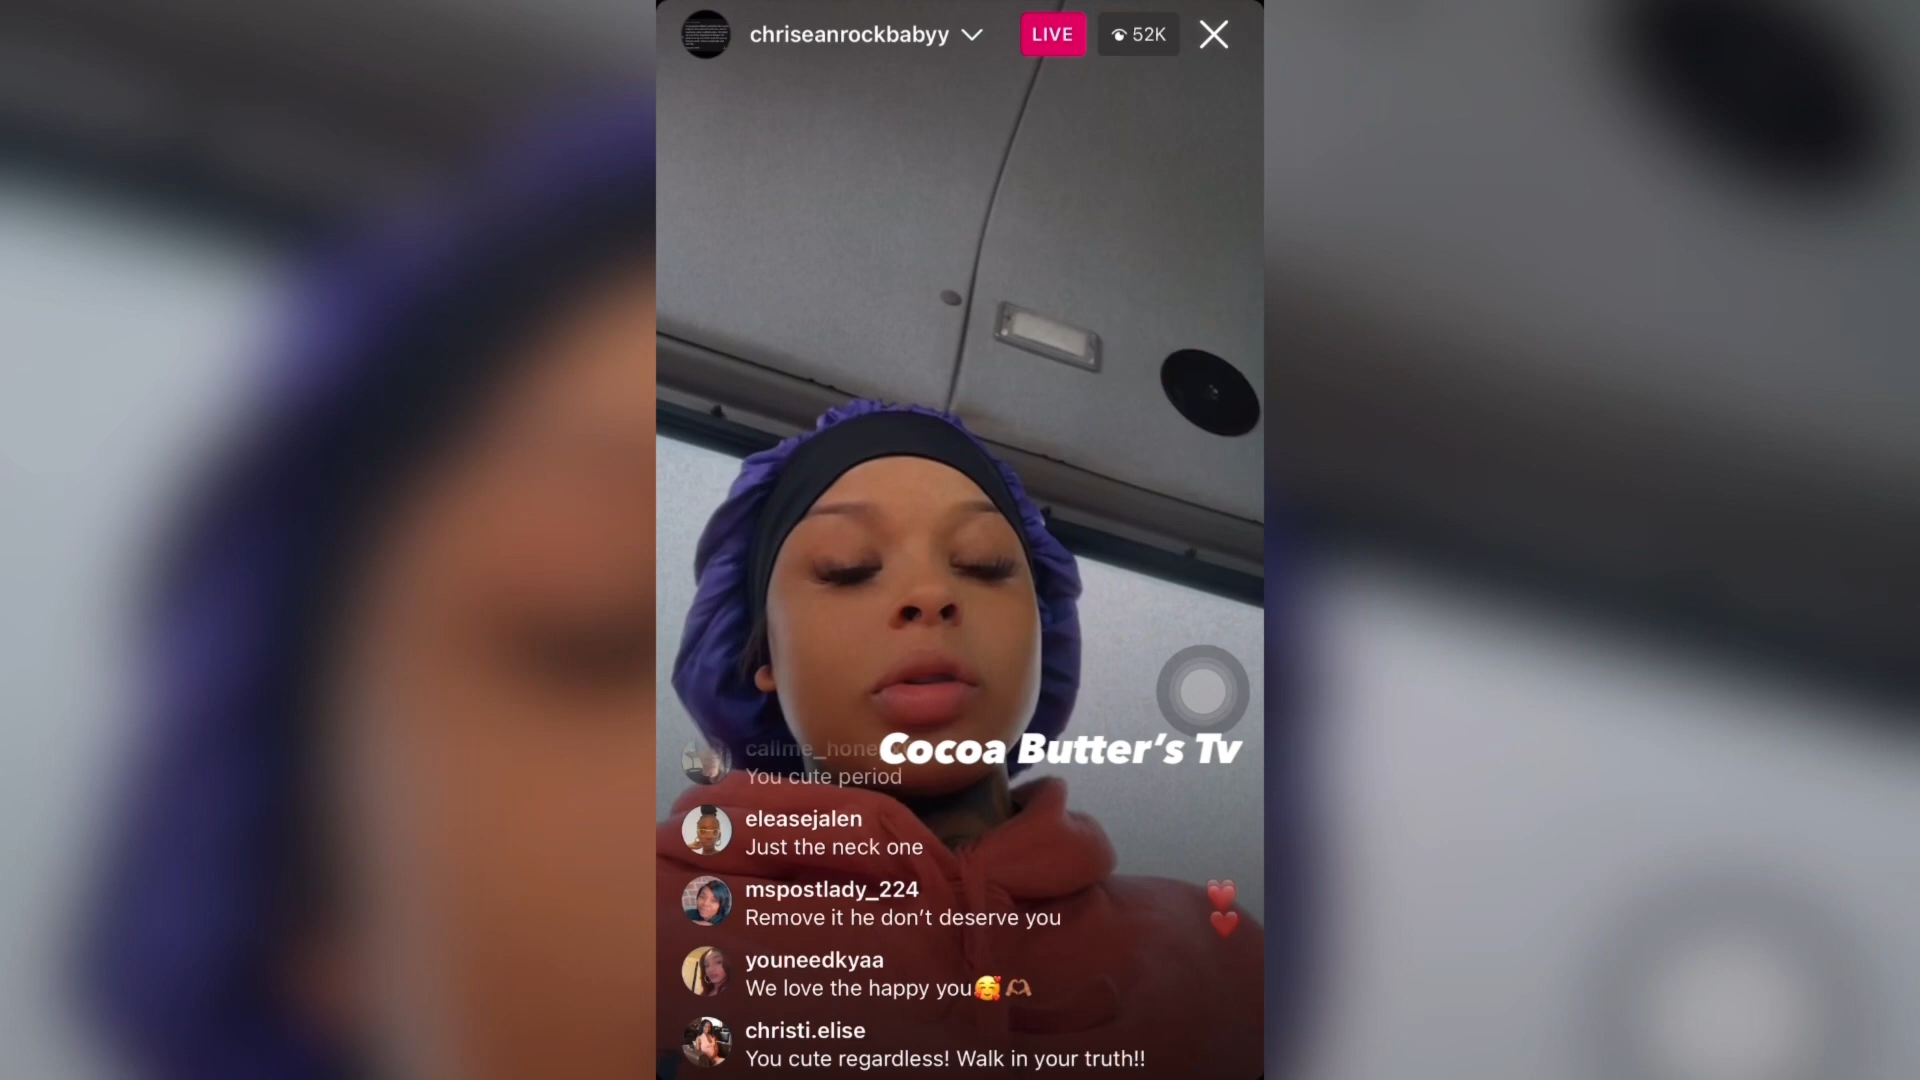 chriseanrockbabyy
LIVE
52K
Cocoa Butter's Tv
You cute period
eleasejalen
Just the neck one
mspostlady_224
Remove it he don't deserve you
youneedkyaa
We love the happy you🥰🫶🏽
christi.elise
You cute regardless! Walk in your truth!!